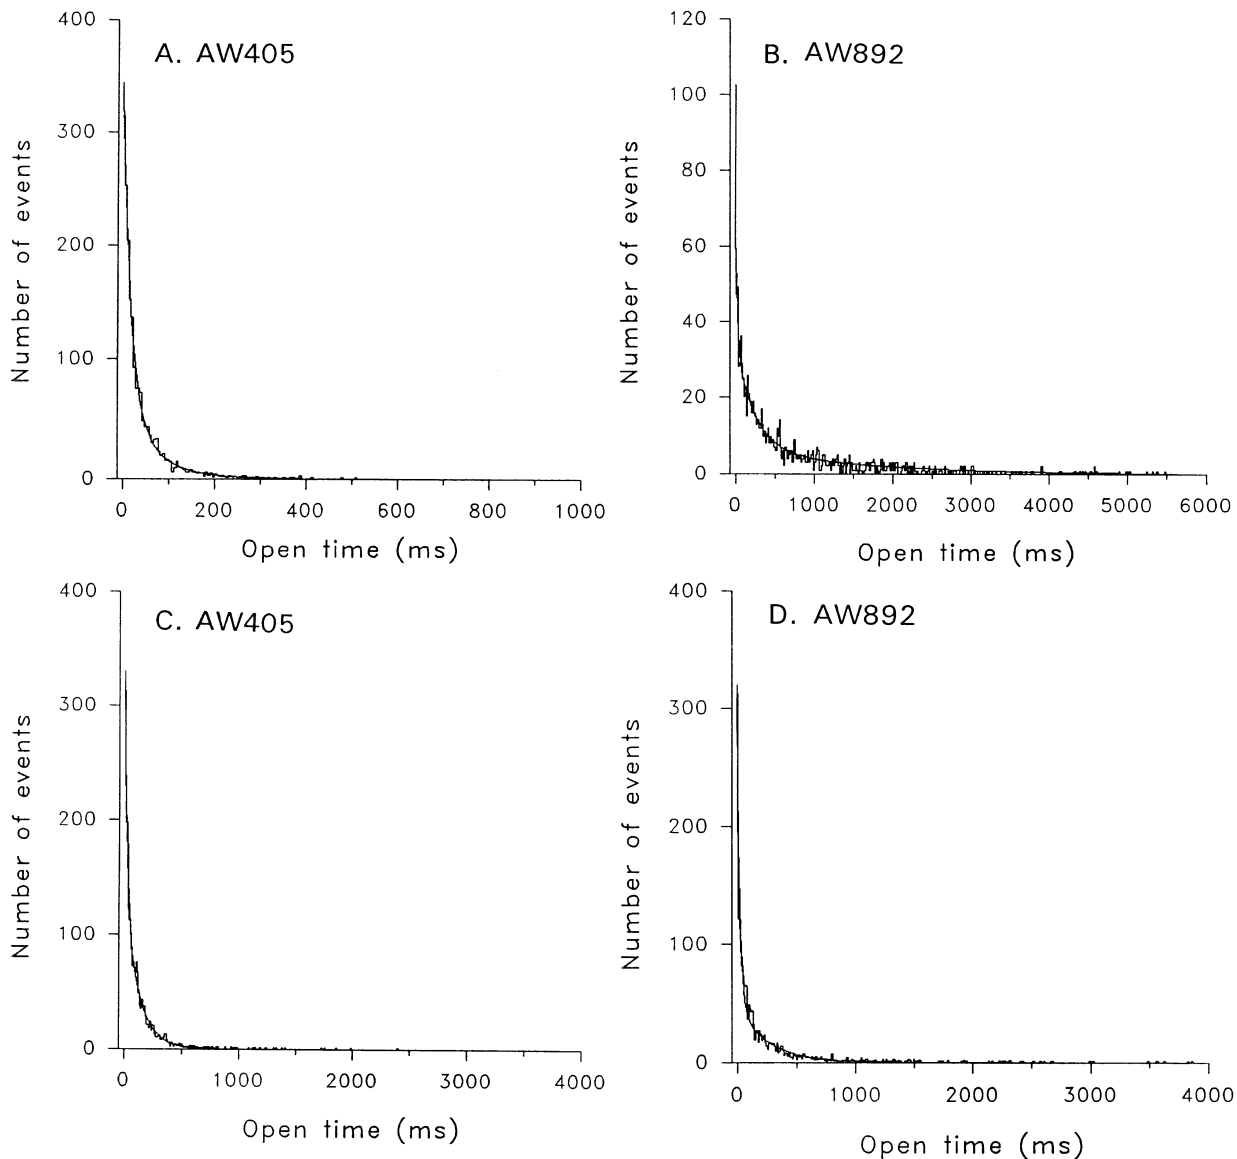 A. AW405
400
300
200
100
0
Number of events
0 200 400 600 800 1000
Open time (ms)
B. AW892
120
100
80
60
40
20
0
Number of events
0 1000 2000 3000 4000 5000 6000
Open time (ms)
C. AW405
400
300
200
100
0
Number of events
0 1000 2000 3000 4000
Open time (ms)
D. AW892
400
300
200
100
0
Number of events
0 1000 2000 3000 4000
Open time (ms)